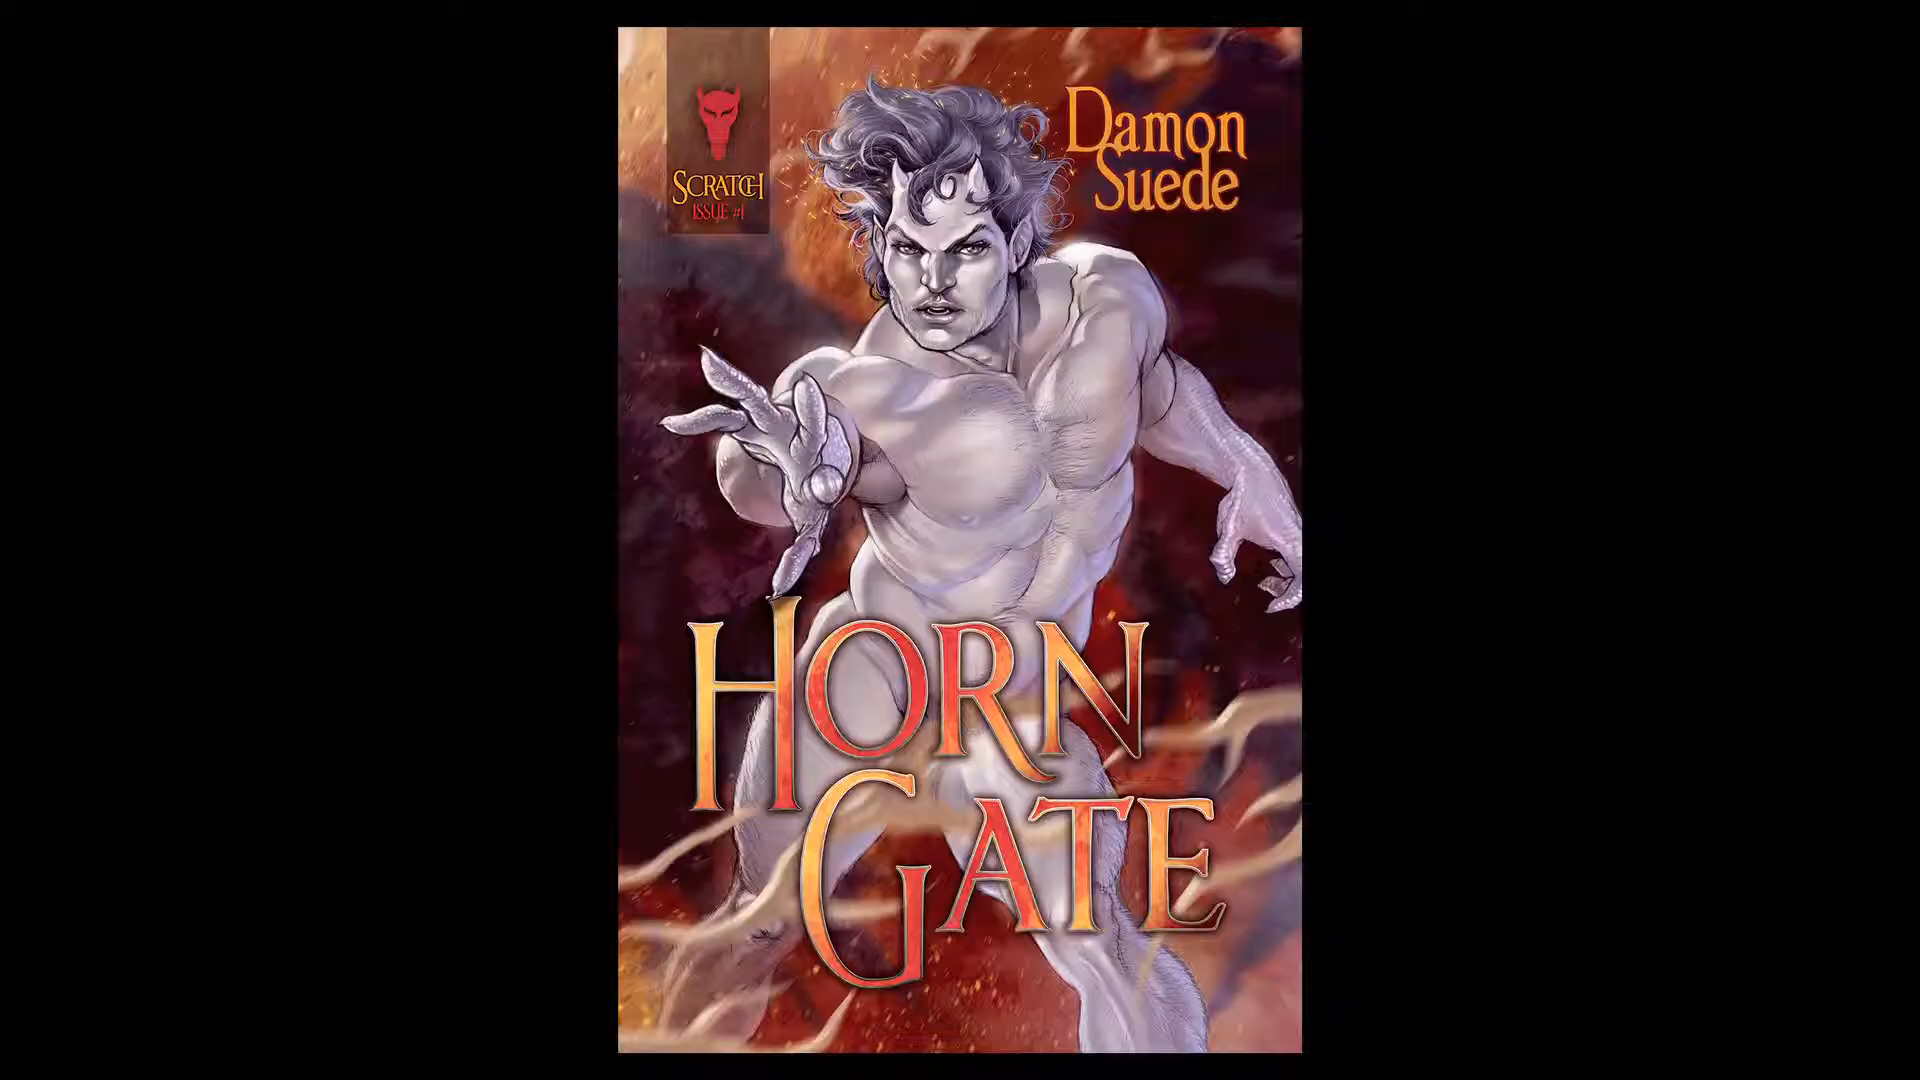 SCRATCH
ISSUE #1
Damon
Suede
HORN
GATE